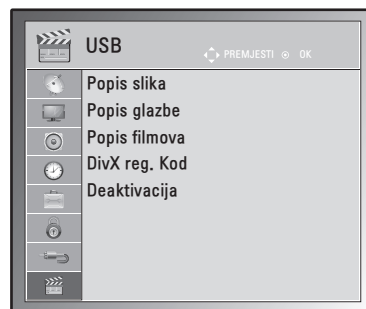 USB
PREMJESTI OK
Popis slika
Popis glazbe
Popis filmova
DivX reg. Kod
Deaktivacija